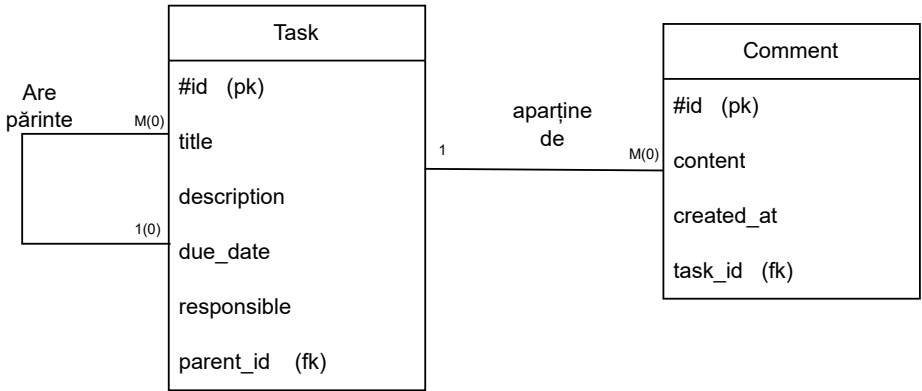 Task
#id (pk)
title
description
due_date
responsible
parent_id (fk)
Are
părinte
M(0)
1(0)
aparține
de
1
M(0)
Comment
#id (pk)
content
created_at
task_id (fk)